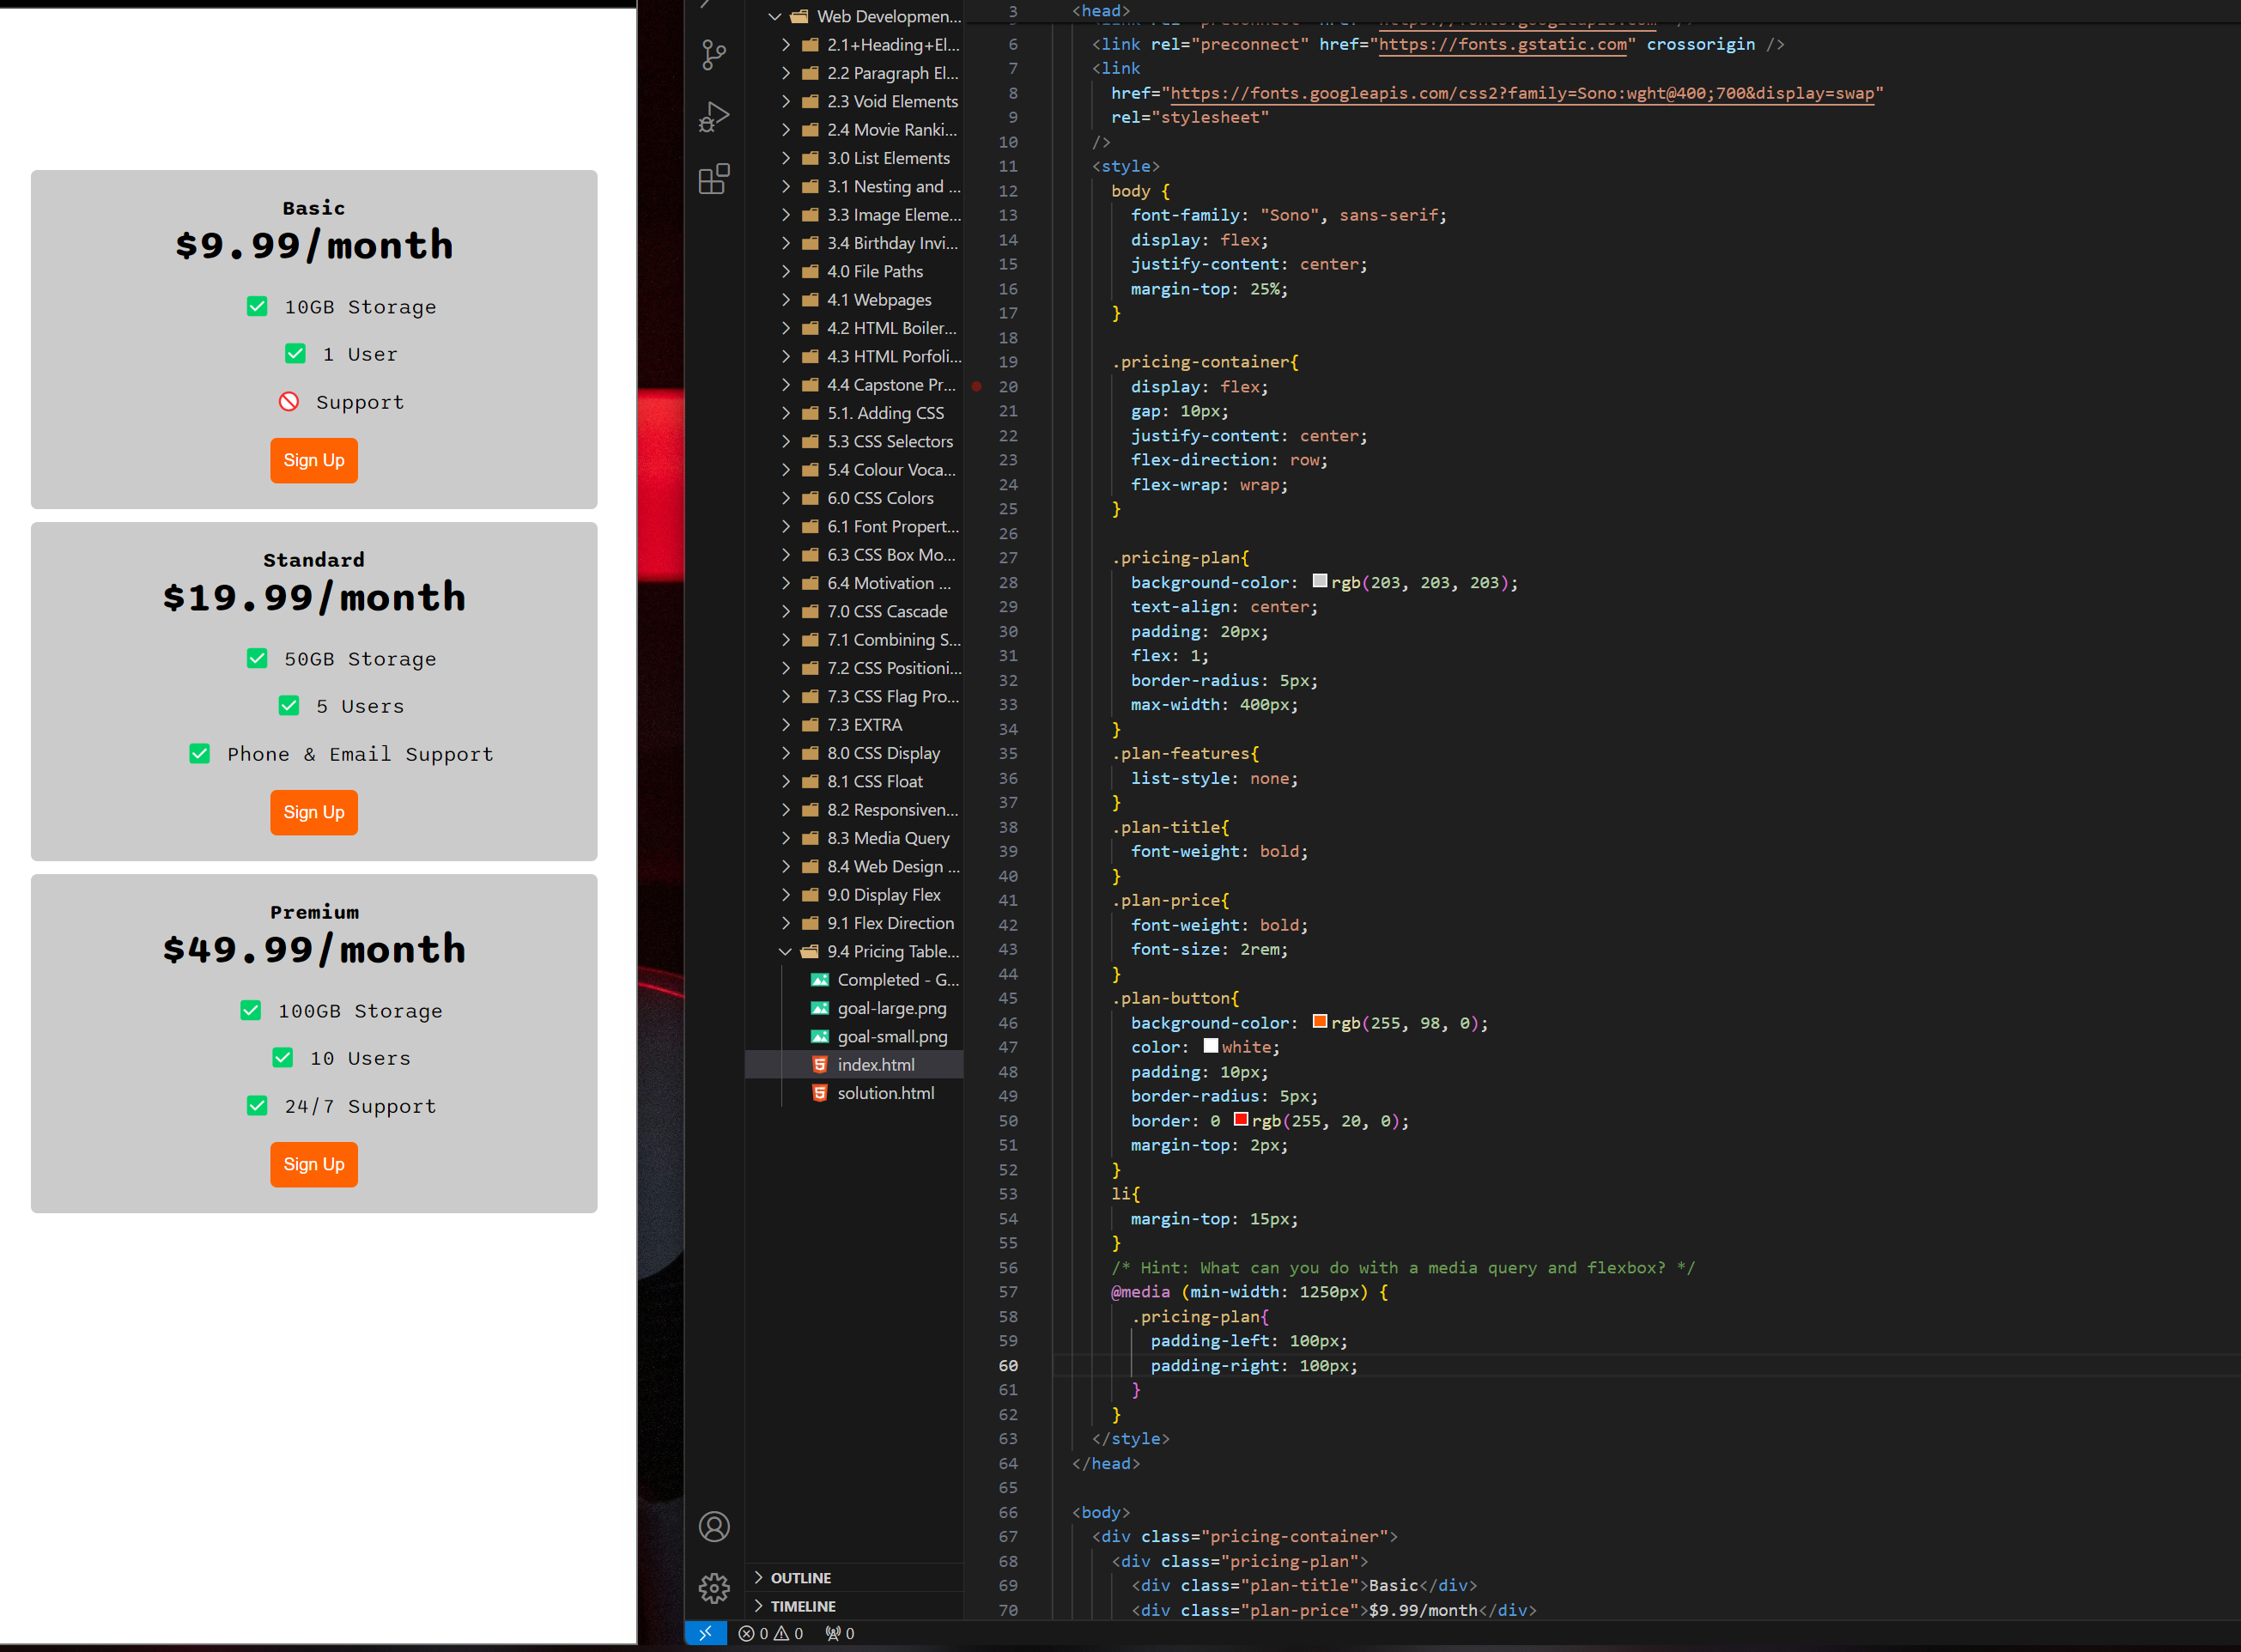 Basic
$9.99/month
✅ 10GB Storage
✅ 1 User
🚫 Support
Sign Up
Standard
$19.99/month
✅ 50GB Storage
✅ 5 Users
✅ Phone & Email Support
Sign Up
Premium
$49.99/month
✅ 100GB Storage
✅ 10 Users
✅ 24/7 Support
Sign Up
Web Developmen...
2.1+Heading+El...
2.2 Paragraph El...
2.3 Void Elements
2.4 Movie Ranki...
3.0 List Elements
3.1 Nesting and ...
3.3 Image Eleme...
3.4 Birthday Invi...
4.0 File Paths
4.1 Webpages
4.2 HTML Boiler...
4.3 HTML Porfoli...
4.4 Capstone Pr...
5.1. Adding CSS
5.3 CSS Selectors
5.4 Colour Voca...
6.0 CSS Colors
6.1 Font Propert...
6.3 CSS Box Mo...
6.4 Motivation ...
7.0 CSS Cascade
7.1 Combining S...
7.2 CSS Positioni...
7.3 CSS Flag Pro...
7.3 EXTRA
8.0 CSS Display
8.1 CSS Float
8.2 Responsiven...
8.3 Media Query
8.4 Web Design ...
9.0 Display Flex
9.1 Flex Direction
9.4 Pricing Table...
Completed - G...
goal-large.png
goal-small.png
index.html
solution.html
OUTLINE
TIMELINE
0 0 0
3 <head>
6 <link rel="preconnect" href="https://fonts.gstatic.com" crossorigin />
7 <link
8 href="https://fonts.googleapis.com/css2?family=Sono:wght@400;700&display=swap"
9 rel="stylesheet"
10 />
11 <style>
12 body {
13 font-family: "Sono", sans-serif;
14 display: flex;
15 justify-content: center;
16 margin-top: 25%;
17 }
18
19 .pricing-container{
20 display: flex;
21 gap: 10px;
22 justify-content: center;
23 flex-direction: row;
24 flex-wrap: wrap;
25 }
26
27 .pricing-plan{
28 background-color: rgb(203, 203, 203);
29 text-align: center;
30 padding: 20px;
31 flex: 1;
32 border-radius: 5px;
33 max-width: 400px;
34 }
35 .plan-features{
36 list-style: none;
37 }
38 .plan-title{
39 font-weight: bold;
40 }
41 .plan-price{
42 font-weight: bold;
43 font-size: 2rem;
44 }
45 .plan-button{
46 background-color: rgb(255, 98, 0);
47 color: white;
48 padding: 10px;
49 border-radius: 5px;
50 border: 0 rgb(255, 20, 0);
51 margin-top: 2px;
52 }
53 li{
54 margin-top: 15px;
55 }
56 /* Hint: What can you do with a media query and flexbox? */
57 @media (min-width: 1250px) {
58 .pricing-plan{
59 padding-left: 100px;
60 padding-right: 100px;
61 }
62 }
63 </style>
64 </head>
65
66 <body>
67 <div class="pricing-container">
68 <div class="pricing-plan">
69 <div class="plan-title">Basic</div>
70 <div class="plan-price">$9.99/month</div>